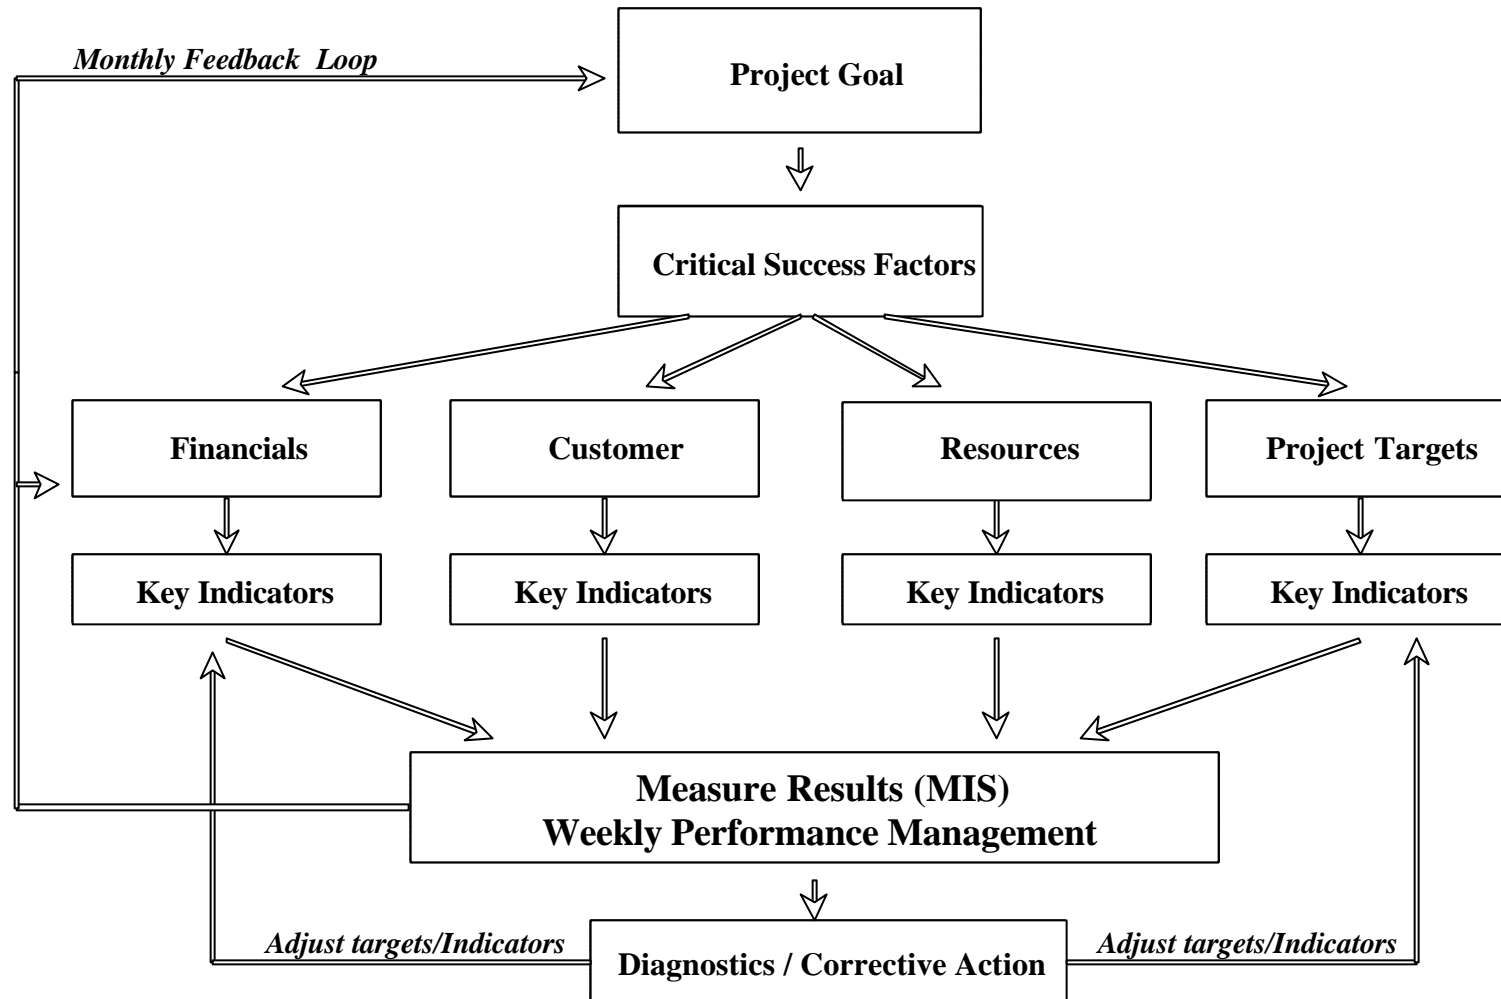 Monthly Feedback Loop
Project Goal
Critical Success Factors
Financials
Customer
Resources
Project Targets
Key Indicators
Key Indicators
Key Indicators
Key Indicators
Measure Results (MIS)
Weekly Performance Management
Adjust targets/Indicators
Adjust targets/Indicators
Diagnostics / Corrective Action